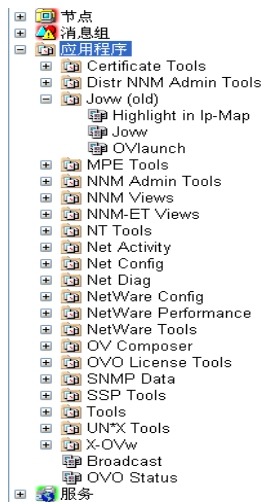 节点
消息组
应用程序
Certificate Tools
Distr NNM Admin Tools
Joww (old)
Highlight in Ip-Map
Joww
OVlaunch
MPE Tools
NNM Admin Tools
NNM Views
NNM-ET Views
NT Tools
Net Activity
Net Config
Net Diag
NetWare Config
NetWare Performance
NetWare Tools
OV Composer
OVO License Tools
SNMP Data
SSP Tools
Tools
UN*X Tools
X-OVw
Broadcast
OVO Status
服务